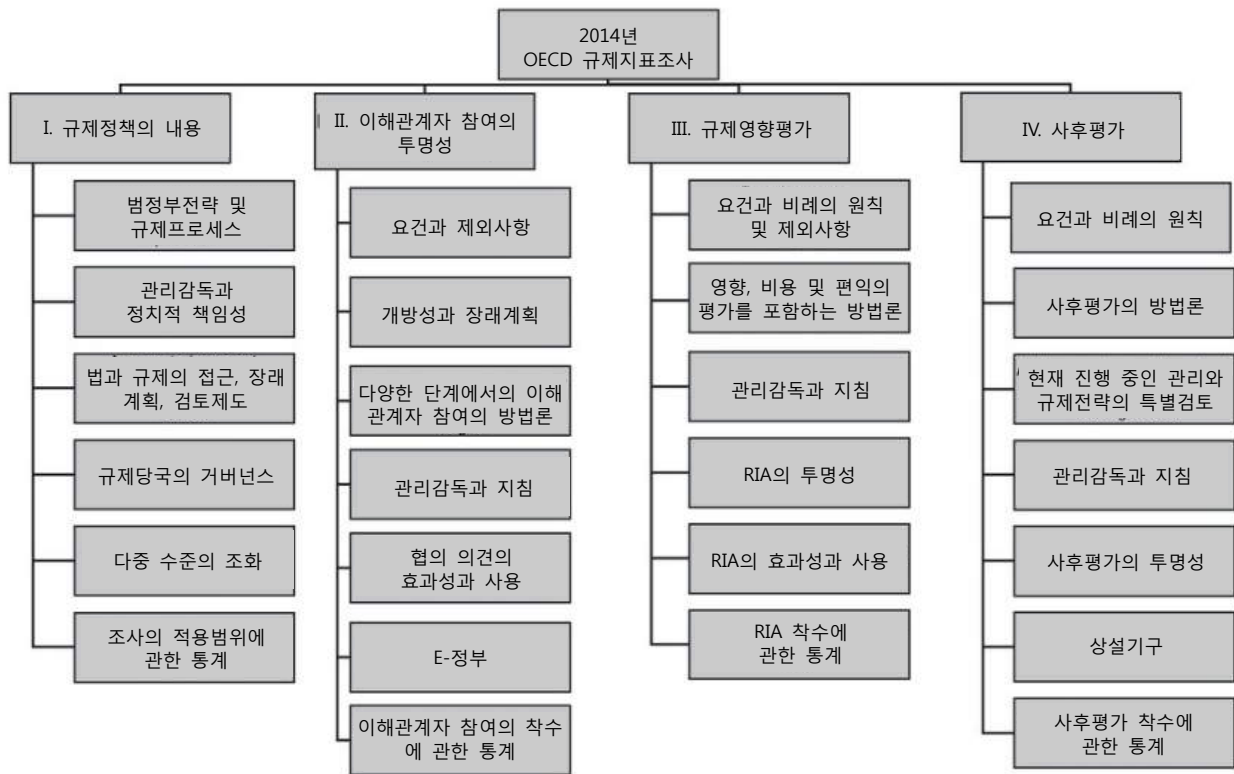 2014년
OECD 규제지표조사
I. 규제정책의 내용
범정부전략 및
규제프로세스
관리감독과
정치적 책임성
법과 규제의 접근, 장래
계획, 검토제도
규제당국의 거버넌스
다중 수준의 조화
조사의 적용범위에
관한 통계
II. 이해관계자 참여의
투명성
요건과 제외사항
개방성과 장래계획
다양한 단계에서의 이해
관계자 참여의 방법론
관리감독과 지침
협의 의견의
효과성과 사용
E-정부
이해관계자 참여의 착수
에 관한 통계
III. 규제영향평가
요건과 비례의 원칙
및 제외사항
영향, 비용 및 편익의
평가를 포함하는 방법론
관리감독과 지침
RIA의 투명성
RIA의 효과성과 사용
RIA 착수에
관한 통계
IV. 사후평가
요건과 비례의 원칙
사후평가의 방법론
현재 진행 중인 관리와
규제전략의 특별검토
관리감독과 지침
사후평가의 투명성
상설기구
사후평가 착수에
관한 통계